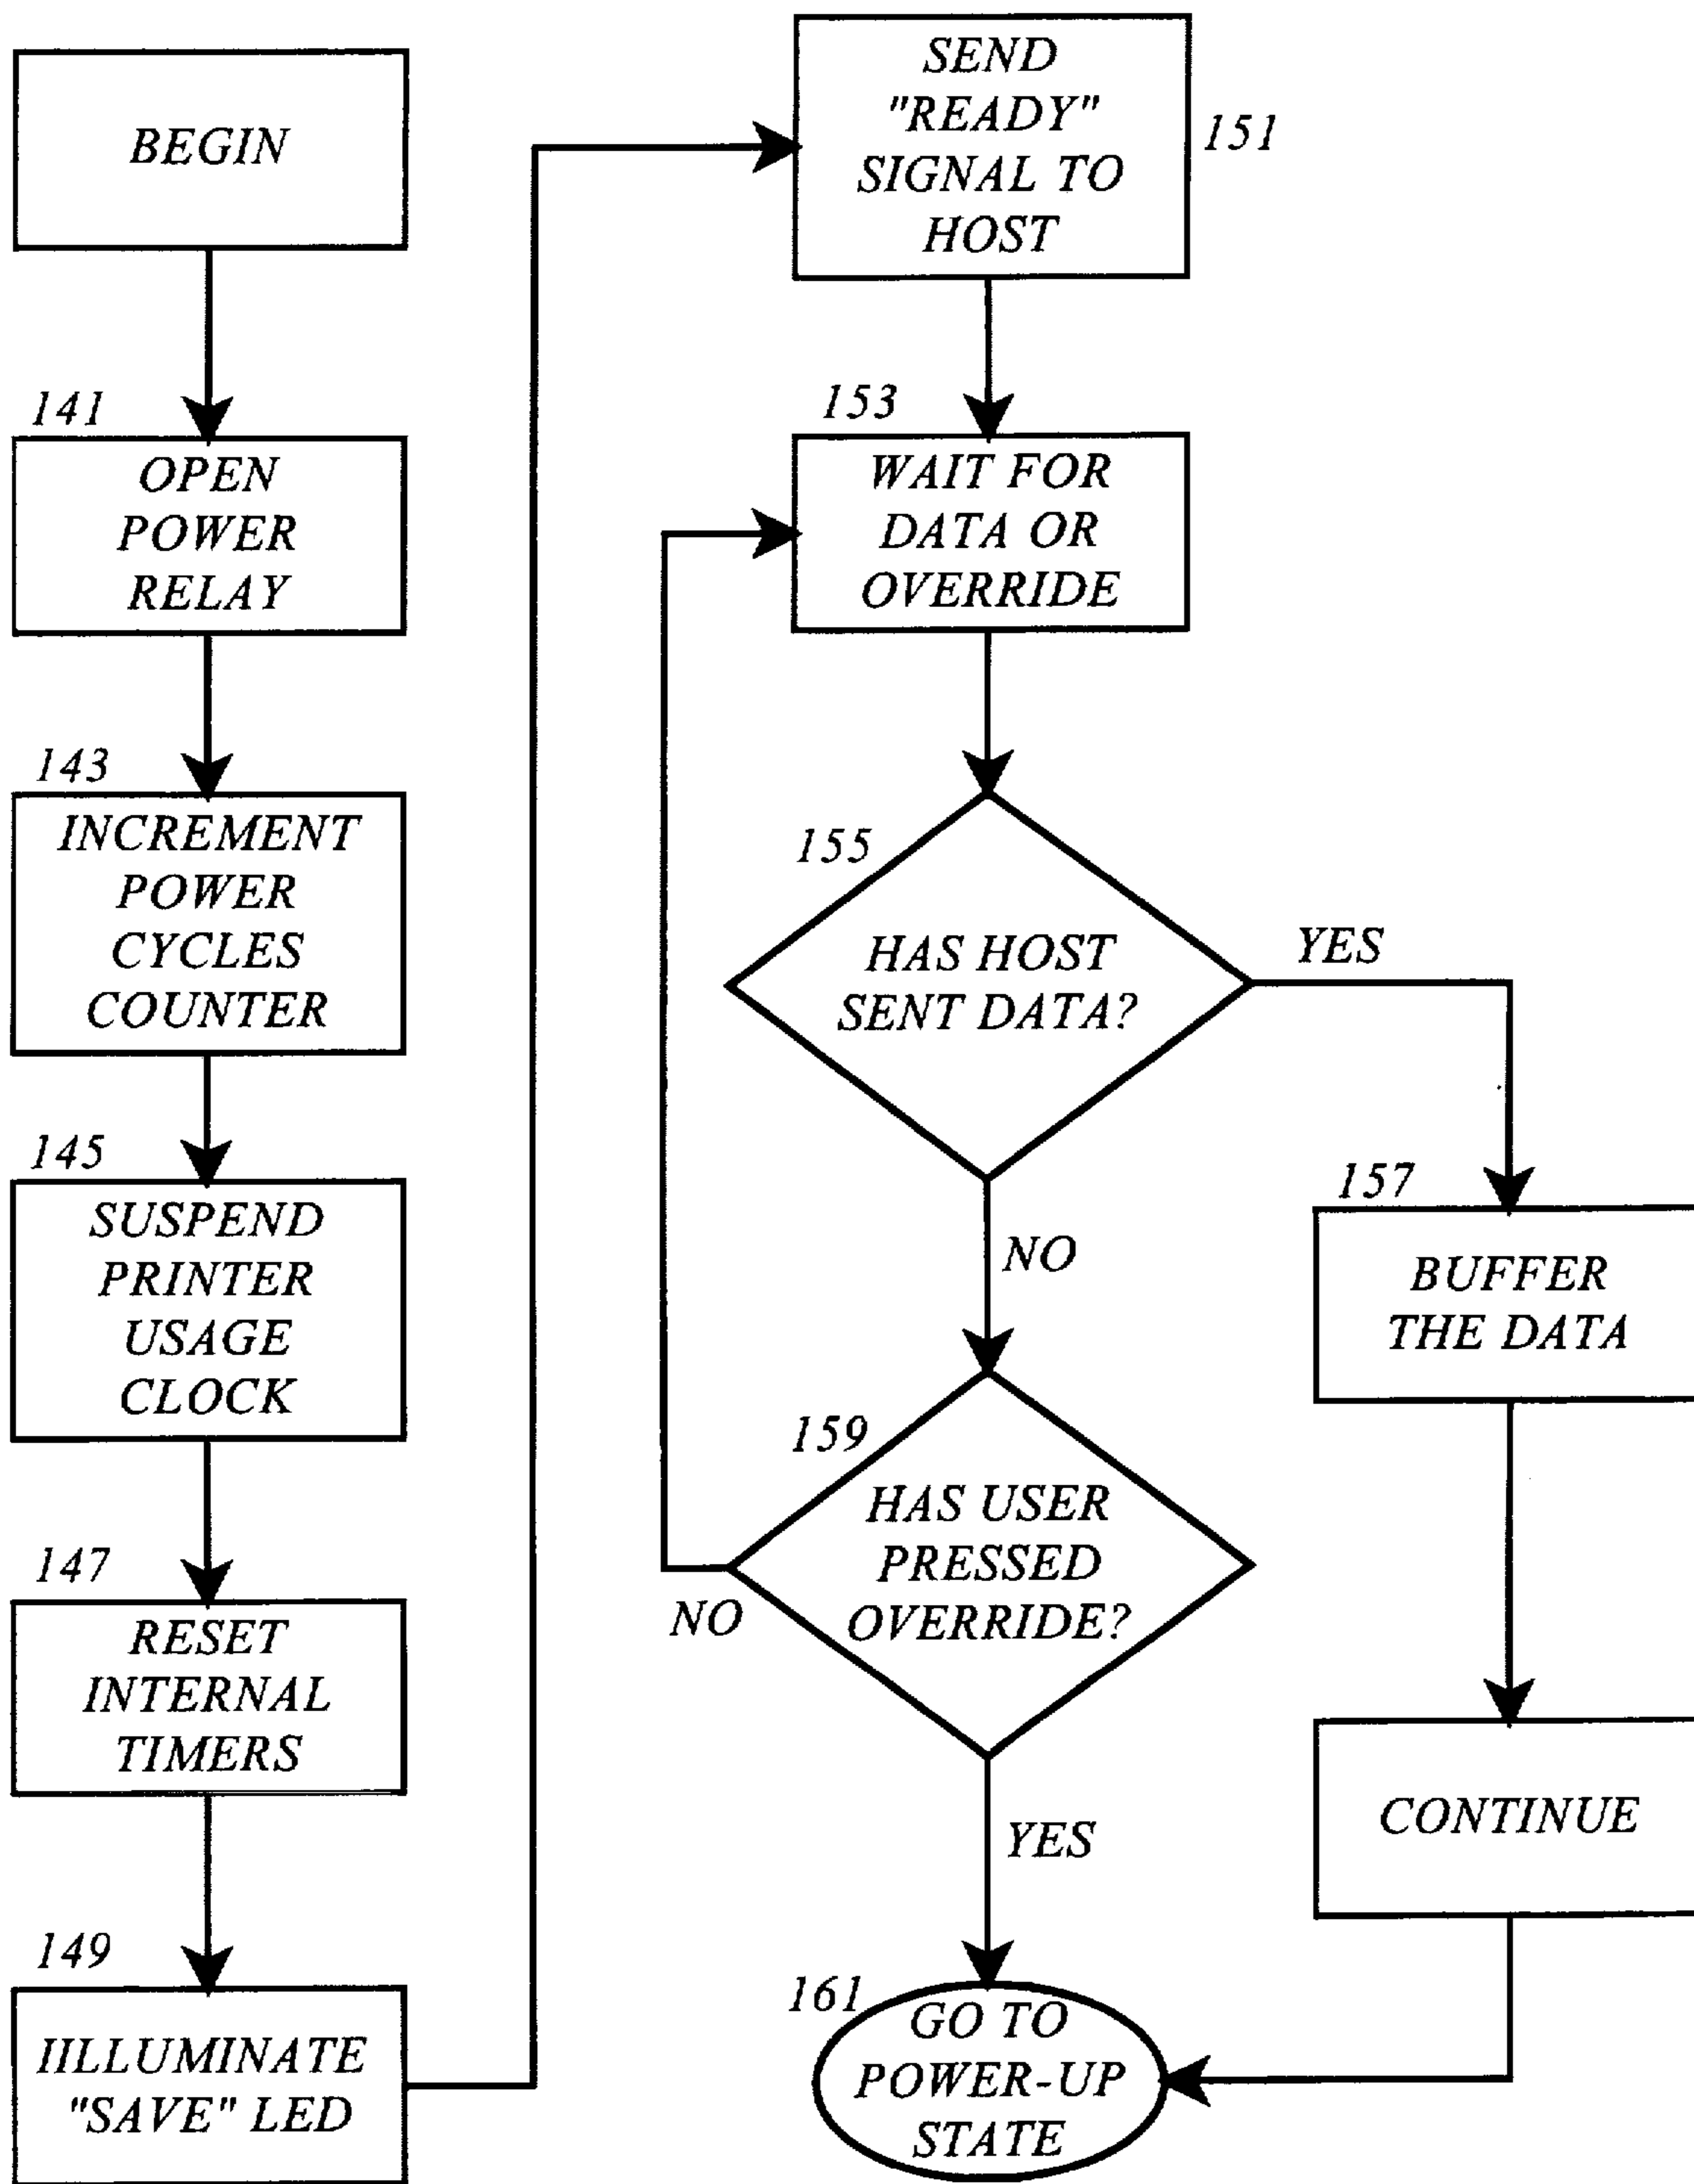 BEGIN
141
OPEN
POWER
RELAY
143
INCREMENT
POWER
CYCLES
COUNTER
145
SUSPEND
PRINTER
USAGE
CLOCK
147
RESET
INTERNAL
TIMERS
149
IILLUMINATE
"SAVE" LED
SEND
"READY"
SIGNAL TO
HOST
151
153
WAIT FOR
DATA OR
OVERRIDE
155
HAS HOST
SENT DATA?
YES
NO
157
BUFFER
THE DATA
159
HAS USER
PRESSED
OVERRIDE?
NO
YES
CONTINUE
161
GO TO
POWER-UP
STATE